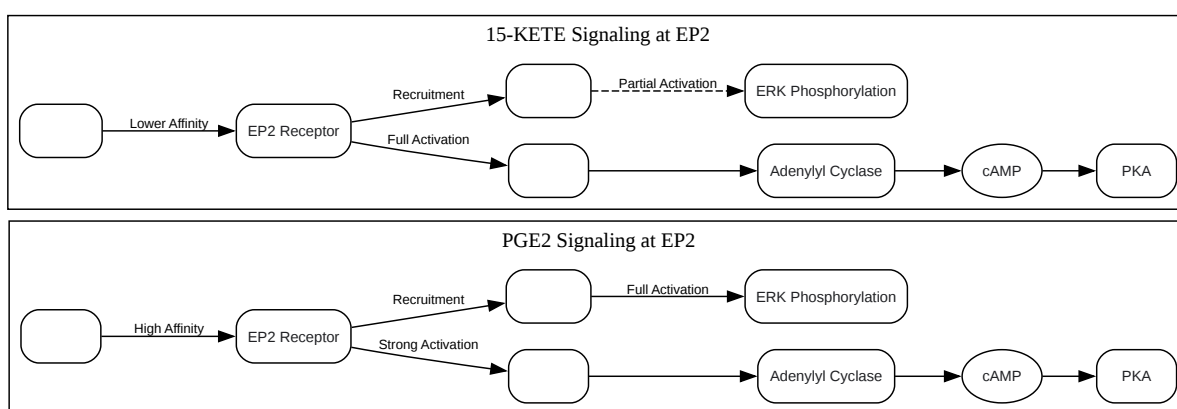 15-KETE Signaling at EP2
Recruitment
Partial Activation
ERK Phosphorylation
Lower Affinity
EP2 Receptor
Full Activation
Adenylyl Cyclase
cAMP
PKA
PGE2 Signaling at EP2
Recruitment
Full Activation
ERK Phosphorylation
High Affinity
EP2 Receptor
Strong Activation
Adenylyl Cyclase
cAMP
PKA